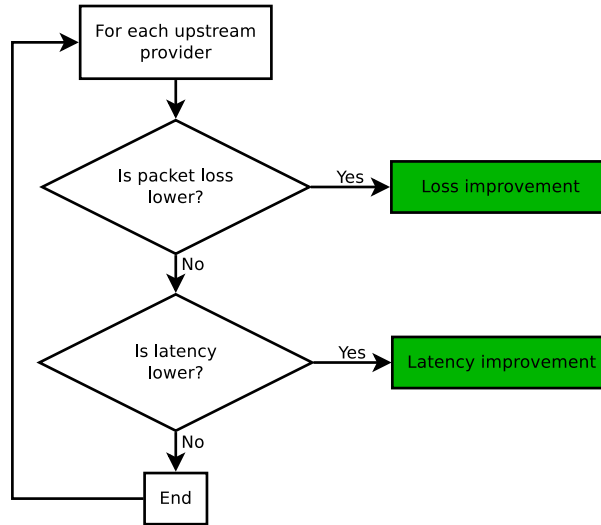 For each upstream
provider
Is packet loss
lower?
Yes
Loss improvement
No
Is latency
lower?
Yes
Latency improvement
No
End